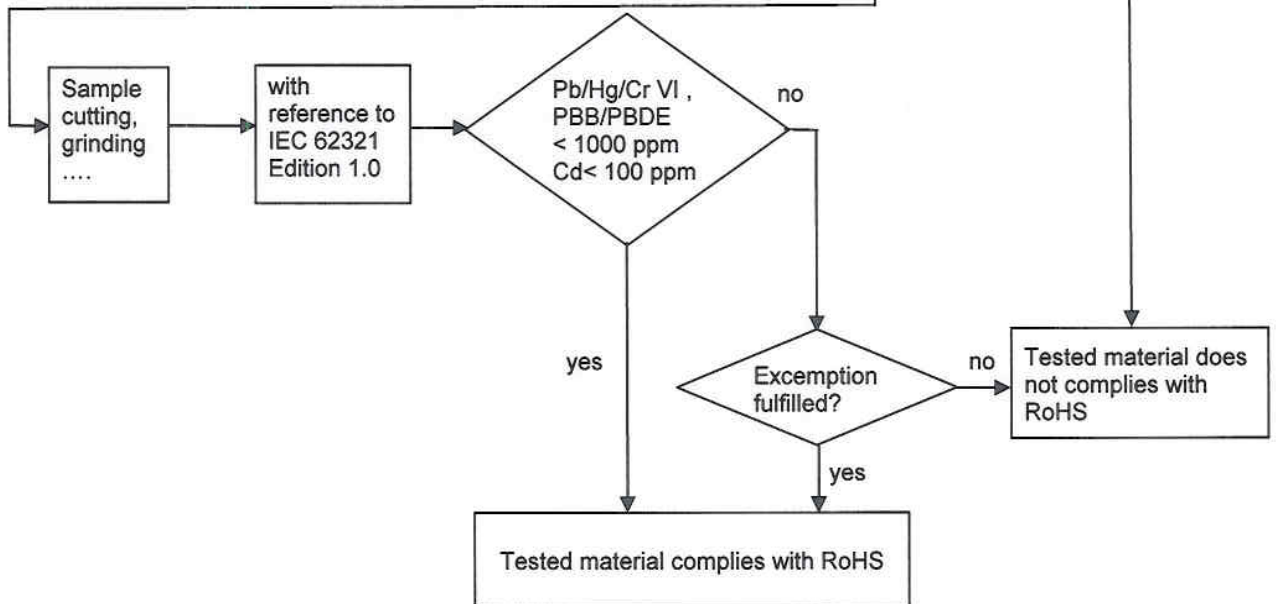 Sample
cutting,
grinding
....
with
reference to
IEC 62321
Edition 1.0
Pb/Hg/Cr VI ,
PBB/PBDE
< 1000 ppm
Cd< 100 ppm
no
yes
Excemption
fulfilled?
no
Tested material does
not complies with
RoHS
yes
Tested material complies with RoHS